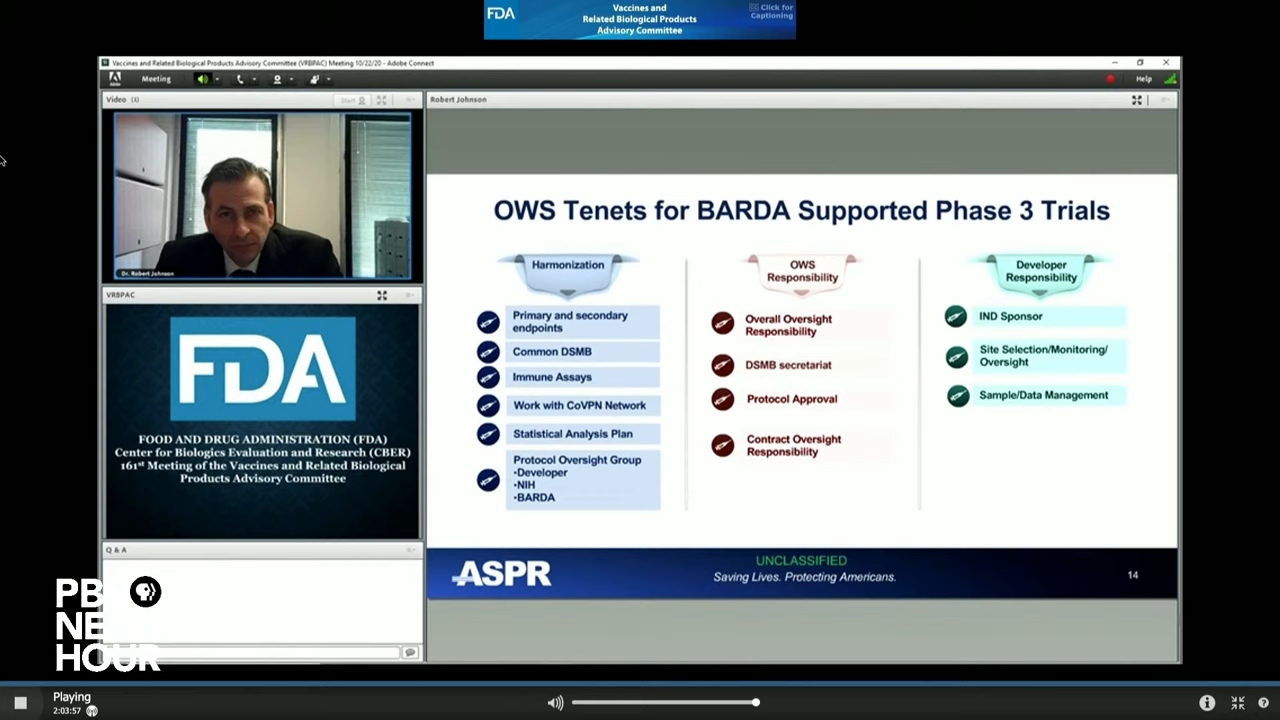 FDA
Vaccines and
Related Biological Products
Advisory Committee
CC Click for
Captioning
Vaccines and Related Biological Products Advisory Committee (VRBPAC) Meeting 10/22/20 - Adobe Connect
Meeting
Help
Video (1)
Start
Dr. Robert Johnson
VRBPAC
FDA
FOOD AND DRUG ADMINISTRATION (FDA)
Center for Biologics Evaluation and Research (CBER)
161st Meeting of the Vaccines and Related Biological
Products Advisory Committee
Q & A
Robert Johnson
OWS Tenets for BARDA Supported Phase 3 Trials
Harmonization
Primary and secondary
endpoints
Common DSMB
Immune Assays
Work with CoVPN Network
Statistical Analysis Plan
Protocol Oversight Group
•Developer
•NIH
•BARDA
OWS
Responsibility
Overall Oversight
Responsibility
DSMB secretariat
Protocol Approval
Contract Oversight
Responsibility
Developer
Responsibility
IND Sponsor
Site Selection/Monitoring/
Oversight
Sample/Data Management
ASPR
UNCLASSIFIED
Saving Lives. Protecting Americans.
14
PBS
NEWS
HOUR
Playing
2:03:57